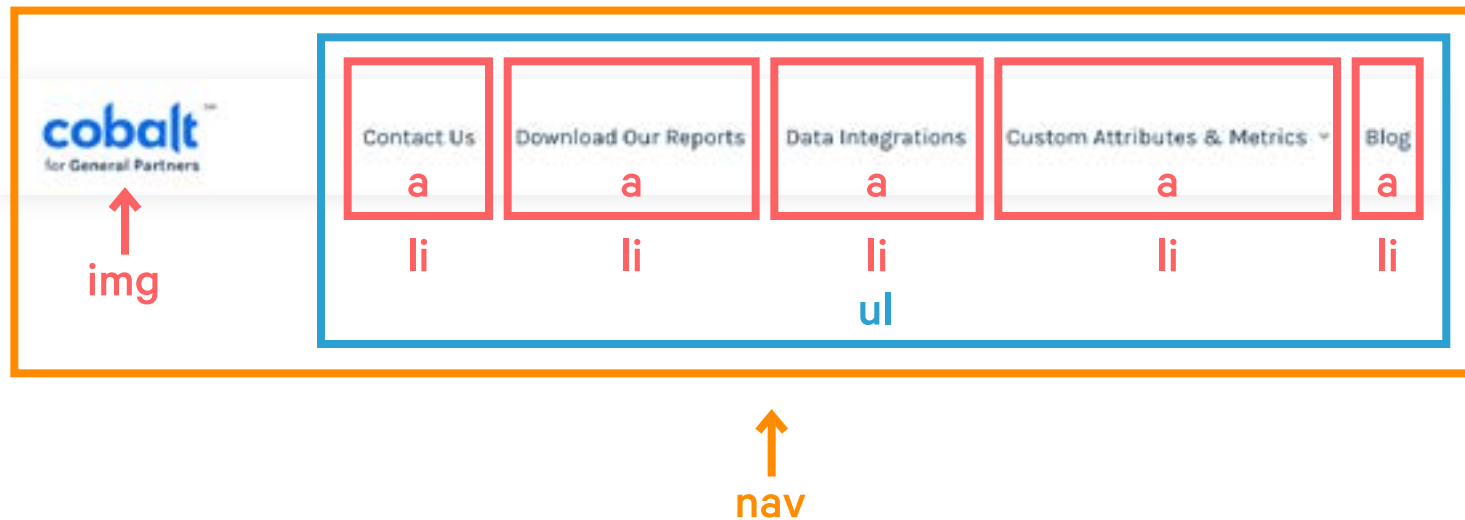 cobalt
for General Partners
Contact Us Download Our Reports Data Integrations Custom Attributes & Metrics Blog
a a a a a
li li li li li
img
ul
nav